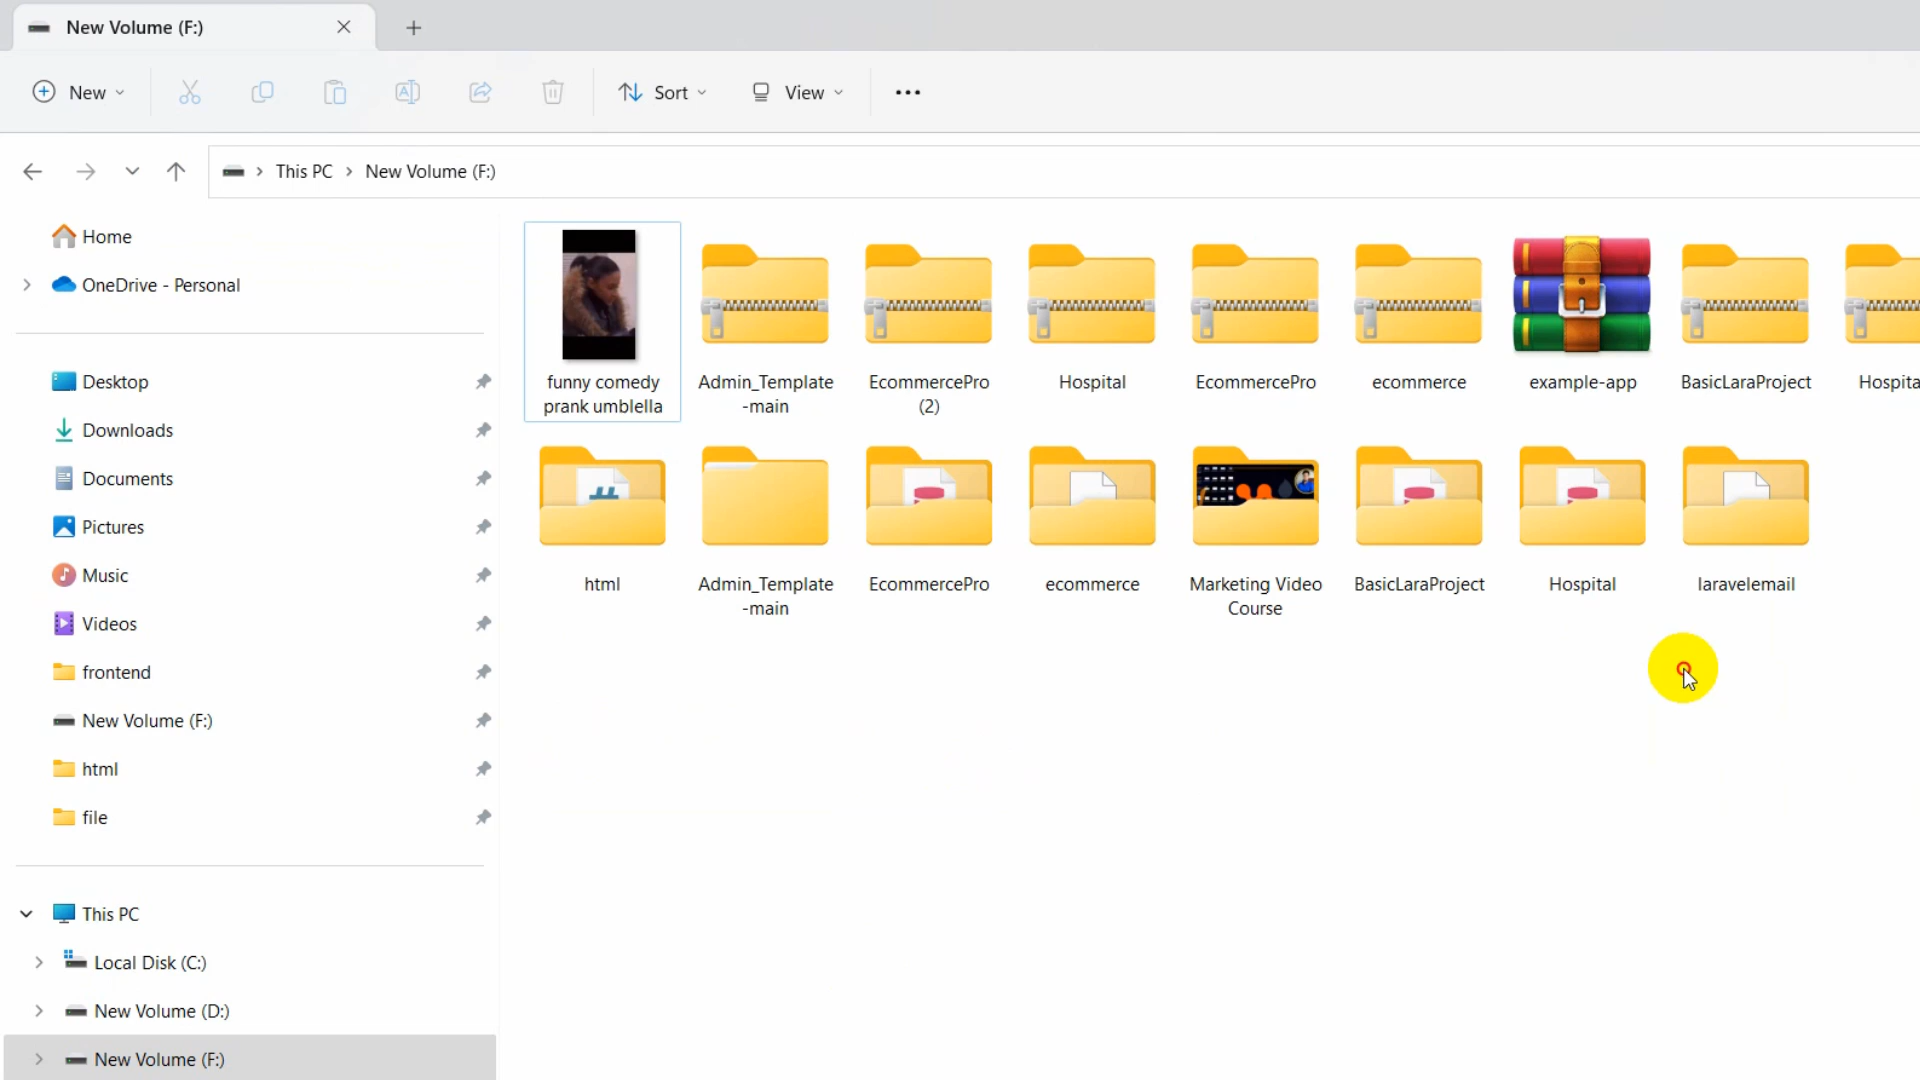 New Volume (F:)
New
Sort
View
This PC
New Volume (F:)
Home
OneDrive - Personal
Desktop
Downloads
Documents
Pictures
Music
Videos
frontend
New Volume (F:)
html
file
This PC
Local Disk (C:)
New Volume (D:)
New Volume (F:)
funny comedy
prank umblella
Admin_Template
-main
EcommercePro
(2)
Hospital
EcommercePro
ecommerce
example-app
BasicLaraProject
Hospita
html
Admin_Template
-main
EcommercePro
ecommerce
Marketing Video
Course
BasicLaraProject
Hospital
laravelemail